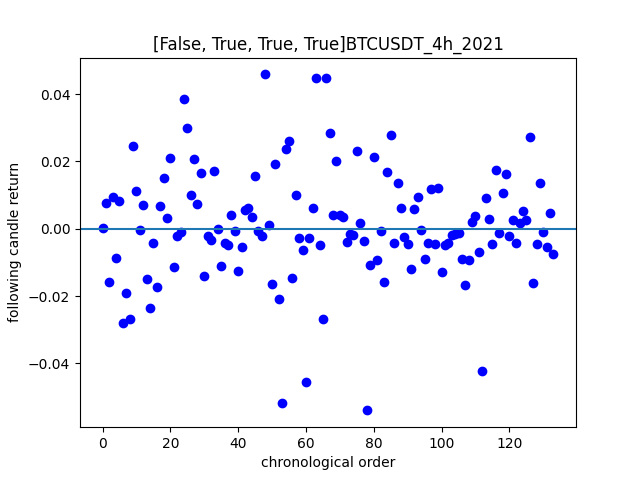 [False, True, True, True]BTCUSDT_4h_2021
following candle return
0.04
0.02
0.00
−0.02
−0.04
0 20 40 60 80 100 120
chronological order